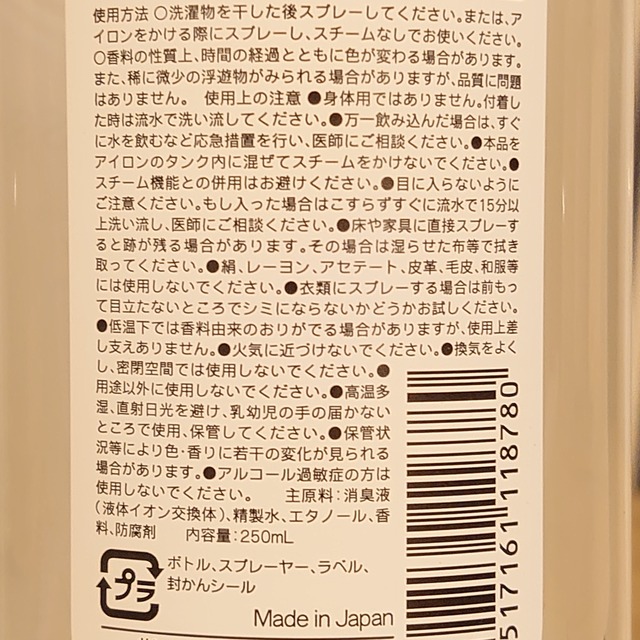 使用方法 ○洗濯物を干した後スプレーしてください。または、ア
イロンをかける際にスプレーし、スチームなしでお使いください。
○香料の性質上、時間の経過とともに色が変わる場合があります。
また、稀に微少の浮遊物がみられる場合がありますが、品質に問題
はありません。 使用上の注意 ●身体用ではありません。付着し
た時は流水で洗い流してください。●万一飲み込んだ場合は、すぐ
に水を飲むなど応急措置を行い、医師にご相談ください。●本品を
アイロンのタンク内に混ぜてスチームをかけないでください。●
スチーム機能との併用はお避けください。●目に入らないように
ご注意ください。もし入った場合はこすらずすぐに流水で15分以
上洗い流し、医師にご相談ください。●床や家具に直接スプレーす
ると跡が残る場合があります。その場合は湿らせた布等で拭き
取ってください。●絹、レーヨン、アセテート、皮革、毛皮、和服等
には使用しないでください。●衣類にスプレーする場合は前もっ
て目立たないところでシミにならないかどうかお試しください。
●低温下では香料由来のおりがでる場合がありますが、使用上差
し支えありません。●火気に近づけないでください。●換気をよく
し、密閉空間では使用しないでください。●
用途以外に使用しないでください。●高温多
湿、直射日光を避け、乳幼児の手の届かない
ところで使用、保管してください。●保管状
況等により色・香りに若干の変化が見られる
場合があります。●アルコール過敏症の方は
使用しないでください。 主原料:消臭液
(液体イオン交換体)、精製水、エタノール、香
料、防腐剤 内容量:250mL
プラ
ボトル、スプレーヤー、ラベル、
封かんシール
Made in Japan
517161 118780